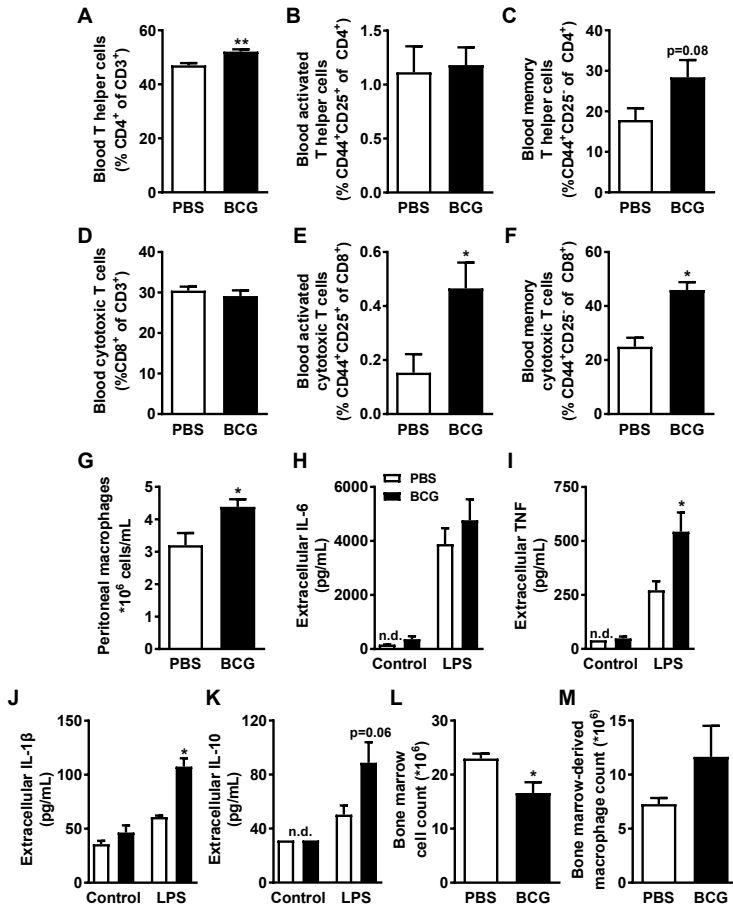 A
Blood T helper cells
(% CD4⁺ of CD3⁺)
60
40
20
0
**
PBS
BCG
B
Blood activated
T helper cells
(% CD44⁺CD25⁺ of CD4⁺)
1.5
1.0
0.5
0.0
PBS
BCG
C
Blood memory
T helper cells
(%CD44⁺CD25⁻ of CD4⁺)
40
30
20
10
0
p=0.08
PBS
BCG
D
Blood cytotoxic T cells
(%CD8⁺ of CD3⁺)
40
30
20
10
0
PBS
BCG
E
Blood activated
cytotoxic T cells
(% CD44⁺CD25⁺ of CD8⁺)
0.6
0.4
0.2
0.0
*
PBS
BCG
F
Blood memory
cytotoxic T cells
(% CD44⁺CD25⁻ of CD8⁺)
80
60
40
20
0
*
PBS
BCG
G
Peritoneal macrophages
*10⁶ cells/mL
6
5
4
3
2
1
0
*
PBS
BCG
H
Extracellular IL-6
(pg/mL)
6000
4000
2000
0
PBS
BCG
n.d.
Control
LPS
I
Extracellular TNF
(pg/mL)
750
500
250
0
n.d.
*
Control
LPS
J
Extracellular IL-1β
(pg/mL)
150
100
50
0
*
Control
LPS
K
Extracellular IL-10
(pg/mL)
120
80
40
0
n.d.
p=0.06
Control
LPS
L
Bone marrow
cell count (*10⁶)
30
20
10
0
*
PBS
BCG
M
Bone marrow-derived
macrophage count (*10⁶)
15
10
5
0
PBS
BCG